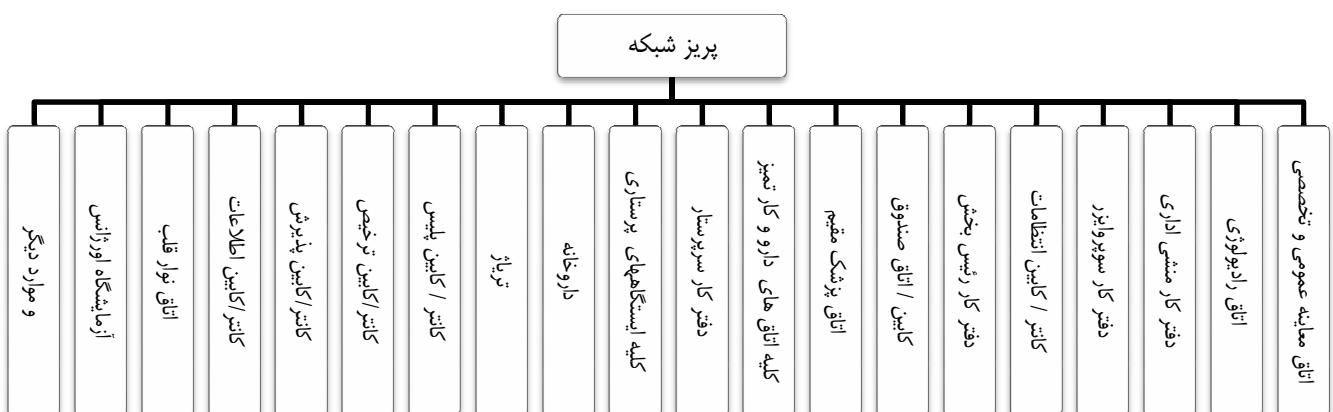 پریز شبکه
اتاق معاینه عمومی و تخصصی
اتاق رادیولوژی
دفتر کار منشی اداری
دفتر کار سوپروایزر
کانتر / کابین انتظامات
دفتر کار رئیس بخش
کابین / اتاق صندوق
اتاق پزشک مقیم
کلیه اتاق های دارو و کار تمیز
دفتر کار سرپرستار
کلیه ایستگاههای پرستاری
داروخانه
تریاژ
کانتر / کابین پلیس
کانتر/کابین ترخیص
کانتر/کابین پذیرش
کانتر/کابین اطلاعات
اتاق نوار قلب
آزمایشگاه اورژانس
و موارد دیگر